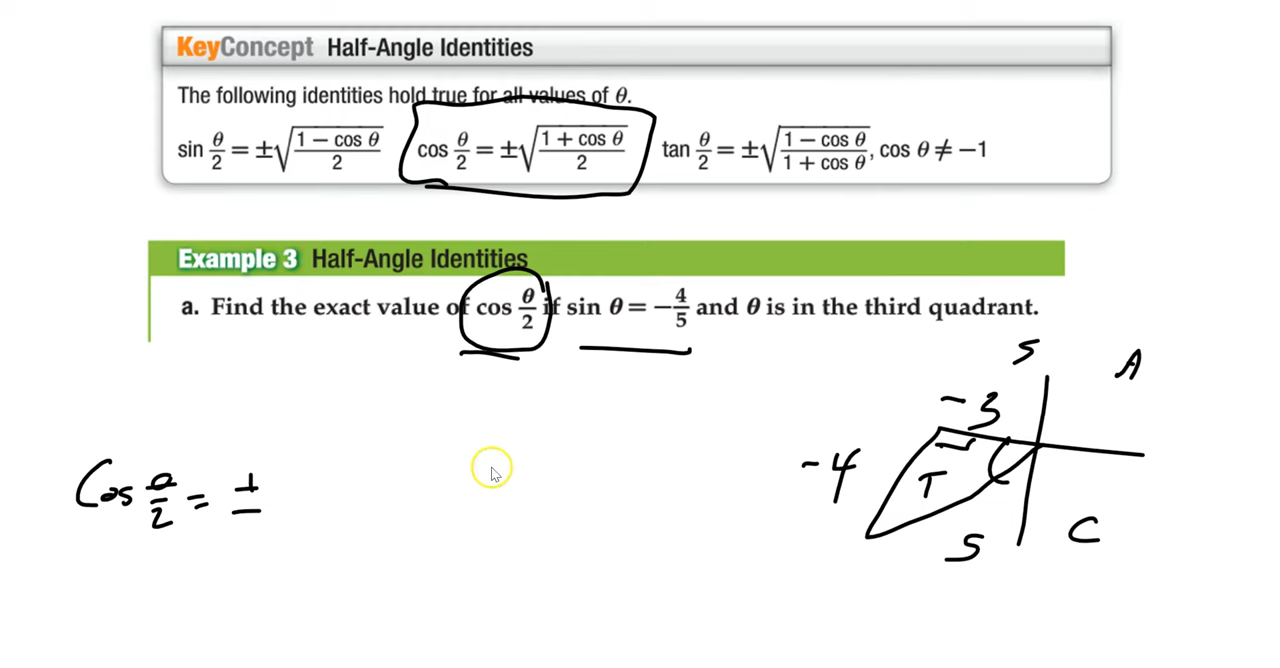 KeyConcept Half-Angle Identities
The following identities hold true for all values of θ.
sin θ/2 = ±√((1 − cos θ)/2) cos θ/2 = ±√((1 + cos θ)/2) tan θ/2 = ±√((1 − cos θ)/(1 + cos θ)), cos θ ≠ −1
Example 3 Half-Angle Identities
a. Find the exact value of cos θ/2 if sin θ = −4/5 and θ is in the third quadrant.
S A
-3
-4 T
Cos θ/2 = ±
5 C